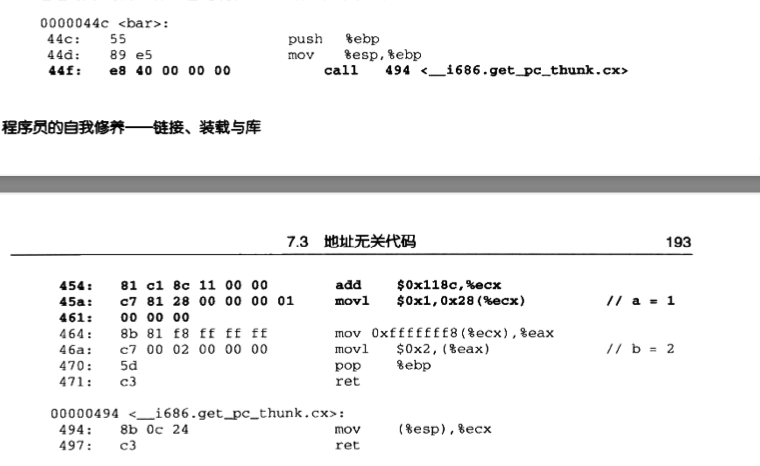 0000044c <bar>:
44c: 55 push %ebp
44d: 89 e5 mov %esp,%ebp
44f: e8 40 00 00 00 call 494 <__i686.get_pc_thunk.cx>
程序员的自我修养——链接、装载与库
7.3 地址无关代码 193
454: 81 c1 8c 11 00 00 add $0x118c,%ecx
45a: c7 81 28 00 00 00 01 movl $0x1,0x28(%ecx) // a = 1
461: 00 00 00
464: 8b 81 f8 ff ff ff mov 0xfffffff8(%ecx),%eax
46a: c7 00 02 00 00 00 movl $0x2,(%eax) // b = 2
470: 5d pop %ebp
471: c3 ret
00000494 <__i686.get_pc_thunk.cx>:
494: 8b 0c 24 mov (%esp),%ecx
497: c3 ret